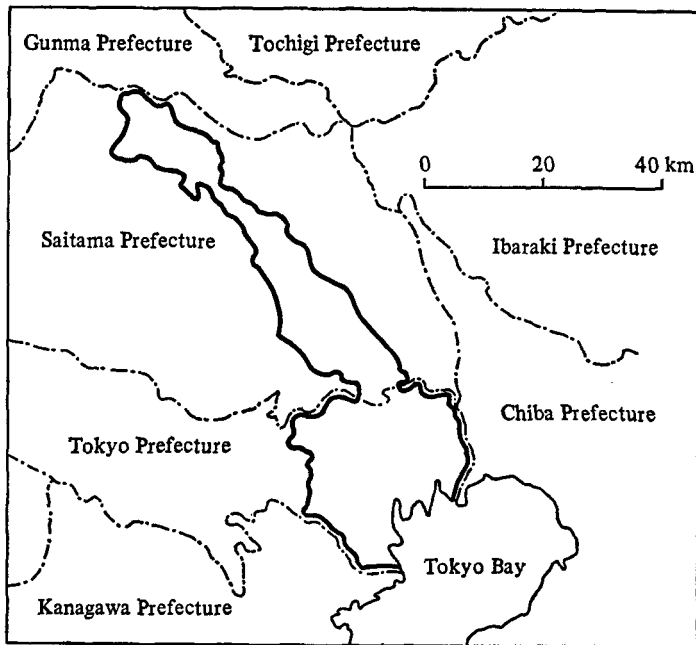 Gunma Prefecture
Tochigi Prefecture
0 20 40 km
Saitama Prefecture
Ibaraki Prefecture
Chiba Prefecture
Tokyo Prefecture
Tokyo Bay
Kanagawa Prefecture